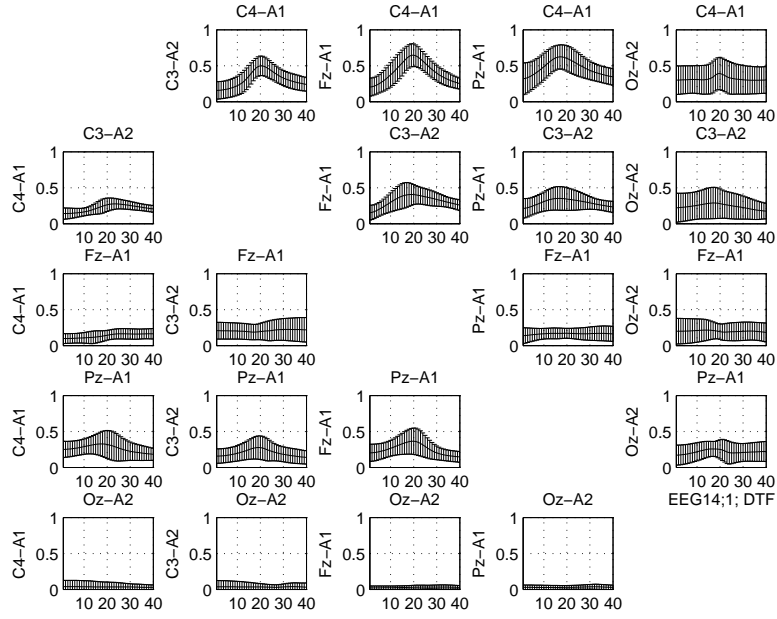 C4−A1 C4−A1 C4−A1 C4−A1
C3−A2 1 0.5 0 10 20 30 40
Fz−A1 1 0.5 0 10 20 30 40
Pz−A1 1 0.5 0 10 20 30 40
Oz−A2 1 0.5 0 10 20 30 40
C3−A2 C3−A2 C3−A2 C3−A2
C4−A1 1 0.5 0 10 20 30 40
Fz−A1 1 0.5 0 10 20 30 40
Pz−A1 1 0.5 0 10 20 30 40
Oz−A2 1 0.5 0 10 20 30 40
Fz−A1 Fz−A1 Fz−A1 Fz−A1
C4−A1 1 0.5 0 10 20 30 40
C3−A2 1 0.5 0 10 20 30 40
Pz−A1 1 0.5 0 10 20 30 40
Oz−A2 1 0.5 0 10 20 30 40
Pz−A1 Pz−A1 Pz−A1 Pz−A1
C4−A1 1 0.5 0 10 20 30 40
C3−A2 1 0.5 0 10 20 30 40
Fz−A1 1 0.5 0 10 20 30 40
Oz−A2 1 0.5 0 10 20 30 40
EEG14;1; DTF
Oz−A2 Oz−A2 Oz−A2 Oz−A2
C4−A1 1 0.5 0 10 20 30 40
C3−A2 1 0.5 0 10 20 30 40
Fz−A1 1 0.5 0 10 20 30 40
Pz−A1 1 0.5 0 10 20 30 40